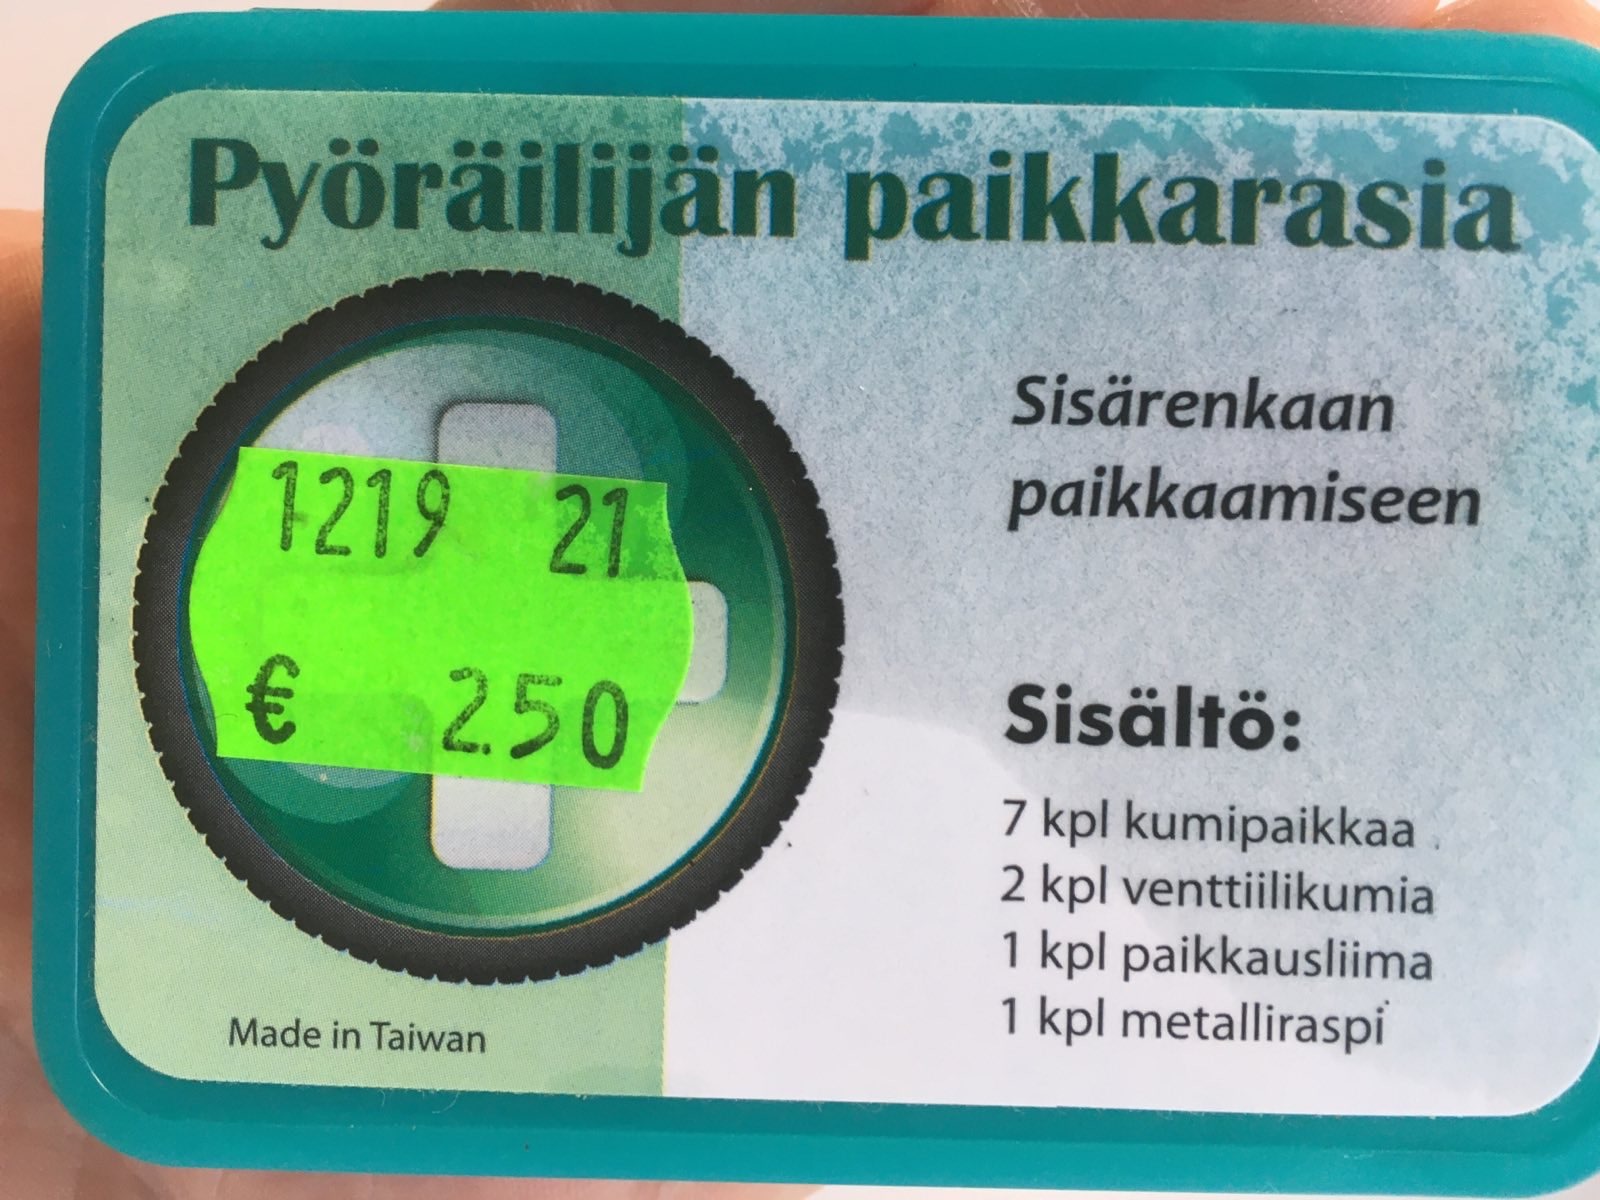 Pyöräilijän paikkarasia
1219 21
€ 2.50
Sisärenkaan
paikkaamiseen
Sisältö:
7 kpl kumipaikkaa
2 kpl venttiilikumia
1 kpl paikkausliima
1 kpl metalliraspi
Made in Taiwan